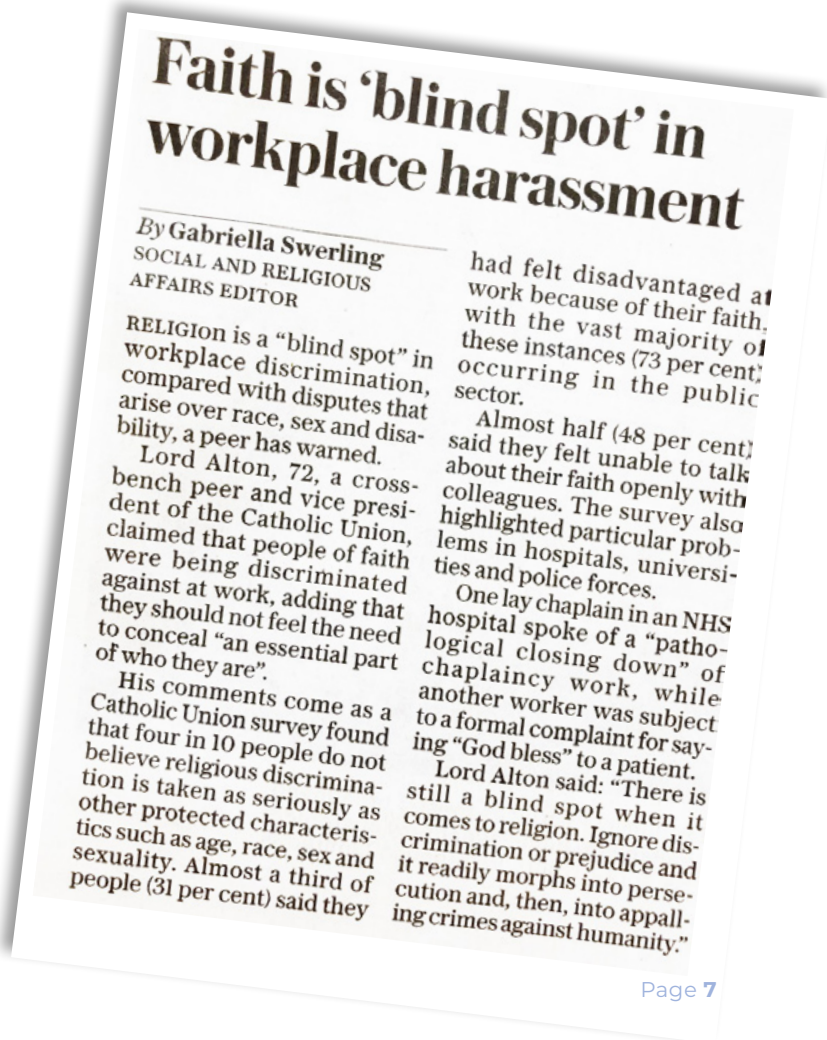 Faith is ‘blind spot’ in
workplace harassment
By Gabriella Swerling
SOCIAL AND RELIGIOUS
AFFAIRS EDITOR
RELIGION is a “blind spot” in
workplace discrimination,
compared with disputes that
arise over race, sex and disa-
bility, a peer has warned.
Lord Alton, 72, a cross-
bench peer and vice presi-
dent of the Catholic Union,
claimed that people of faith
were being discriminated
against at work, adding that
they should not feel the need
to conceal “an essential part
of who they are”.
His comments come as a
Catholic Union survey found
that four in 10 people do not
believe religious discrimina-
tion is taken as seriously as
other protected characteris-
tics such as age, race, sex and
sexuality. Almost a third of
people (31 per cent) said they
had felt disadvantaged at
work because of their faith,
with the vast majority of
these instances (73 per cent)
occurring in the public
sector.
Almost half (48 per cent)
said they felt unable to talk
about their faith openly with
colleagues. The survey also
highlighted particular prob-
lems in hospitals, universi-
ties and police forces.
One lay chaplain in an NHS
hospital spoke of a “patho-
logical closing down” of
chaplaincy work, while
another worker was subject
to a formal complaint for say-
ing “God bless” to a patient.
Lord Alton said: “There is
still a blind spot when it
comes to religion. Ignore dis-
crimination or prejudice and
it readily morphs into perse-
cution and, then, into appall-
ing crimes against humanity.”
Page 7